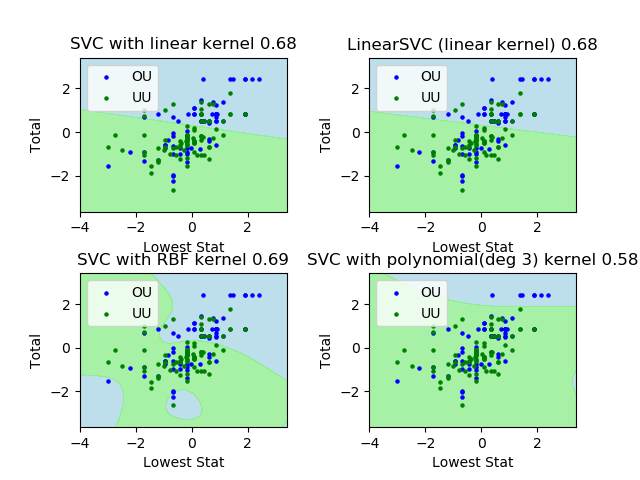 SVC with linear kernel 0.68
OU
UU
2
0
−2
Total
−4
−2
0
2
Lowest Stat
LinearSVC (linear kernel) 0.68
OU
UU
2
0
−2
Total
−4
−2
0
2
Lowest Stat
SVC with RBF kernel 0.69
OU
UU
2
0
−2
Total
−4
−2
0
2
Lowest Stat
SVC with polynomial(deg 3) kernel 0.58
OU
UU
2
0
−2
Total
−4
−2
0
2
Lowest Stat